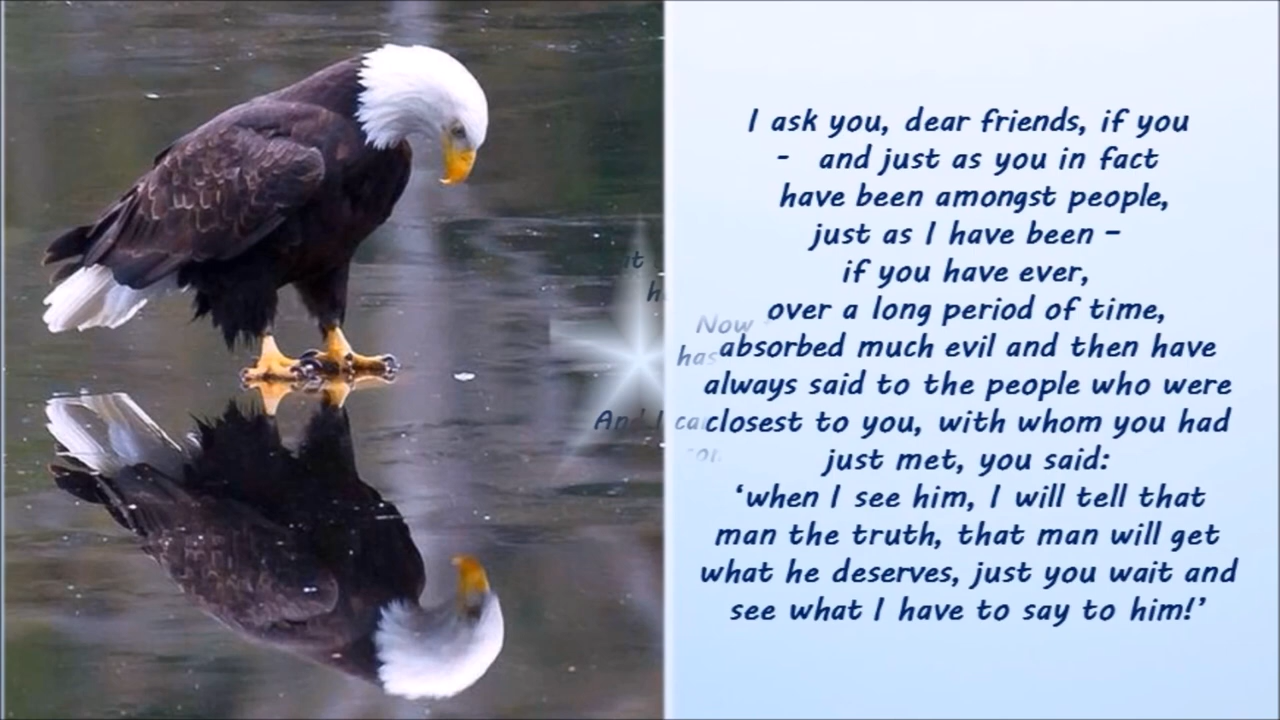 I ask you, dear friends, if you
- and just as you in fact
have been amongst people,
just as I have been –
if you have ever,
over a long period of time,
absorbed much evil and then have
always said to the people who were
closest to you, with whom you had
just met, you said:
‘when I see him, I will tell that
man the truth, that man will get
what he deserves, just you wait and
see what I have to say to him!’
it
Now
has
And I